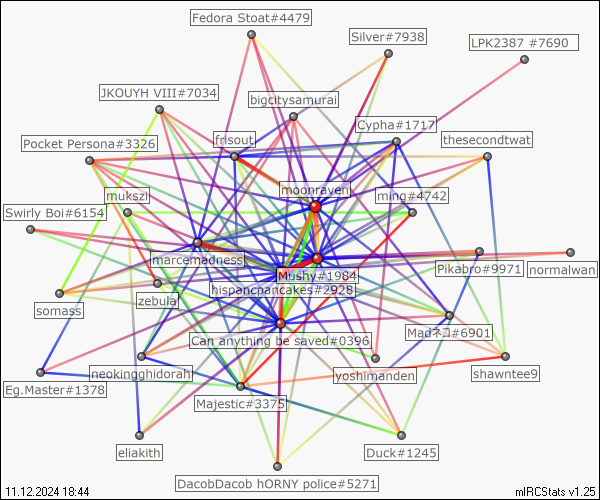 Fedora Stoat#4479
Silver#7938
LPK2387 #7690
JKOUYH VIII#7034
bigcitysamurai
Cypha#1717
Pocket Persona#3326
frisout
thesecondtwat
moonraven
mukszi
ming#4742
Swirly Boi#6154
marcemadness
Mushy#1984
Pikabro#9971
normalwan
hispanchancakes#2928
zebula
somass
Madネコ#6901
Can anything be saved#0396
neokingghidorah
yoshimanden
shawntee9
Eg.Master#1378
Majestic#3375
eliakith
Duck#1245
DacobDacob hORNY police#5271
11.12.2024 18:44
mIRCStats v1.25